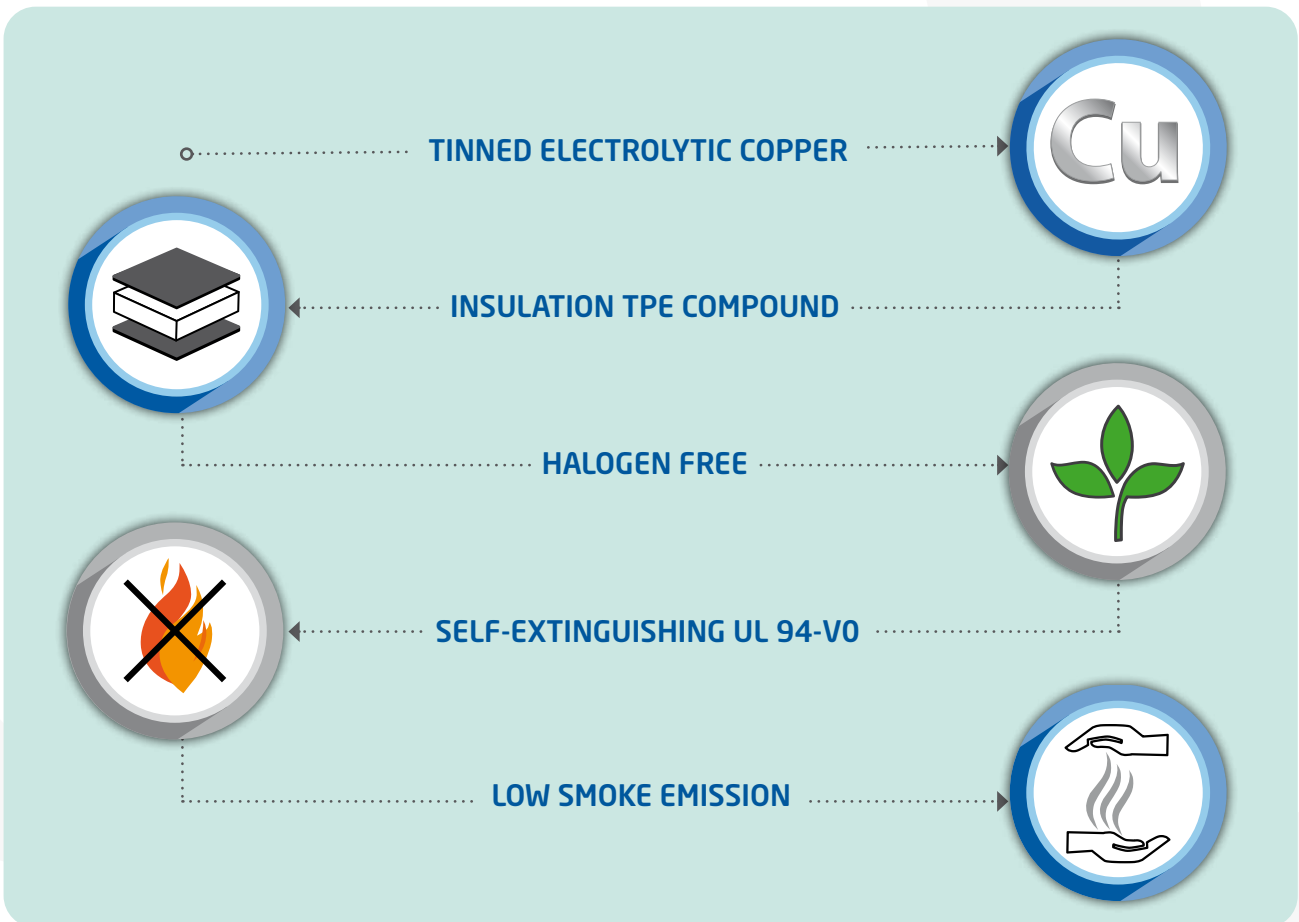 TINNED ELECTROLYTIC COPPER
Cu
INSULATION TPE COMPOUND
HALOGEN FREE
SELF-EXTINGUISHING UL 94-V0
LOW SMOKE EMISSION